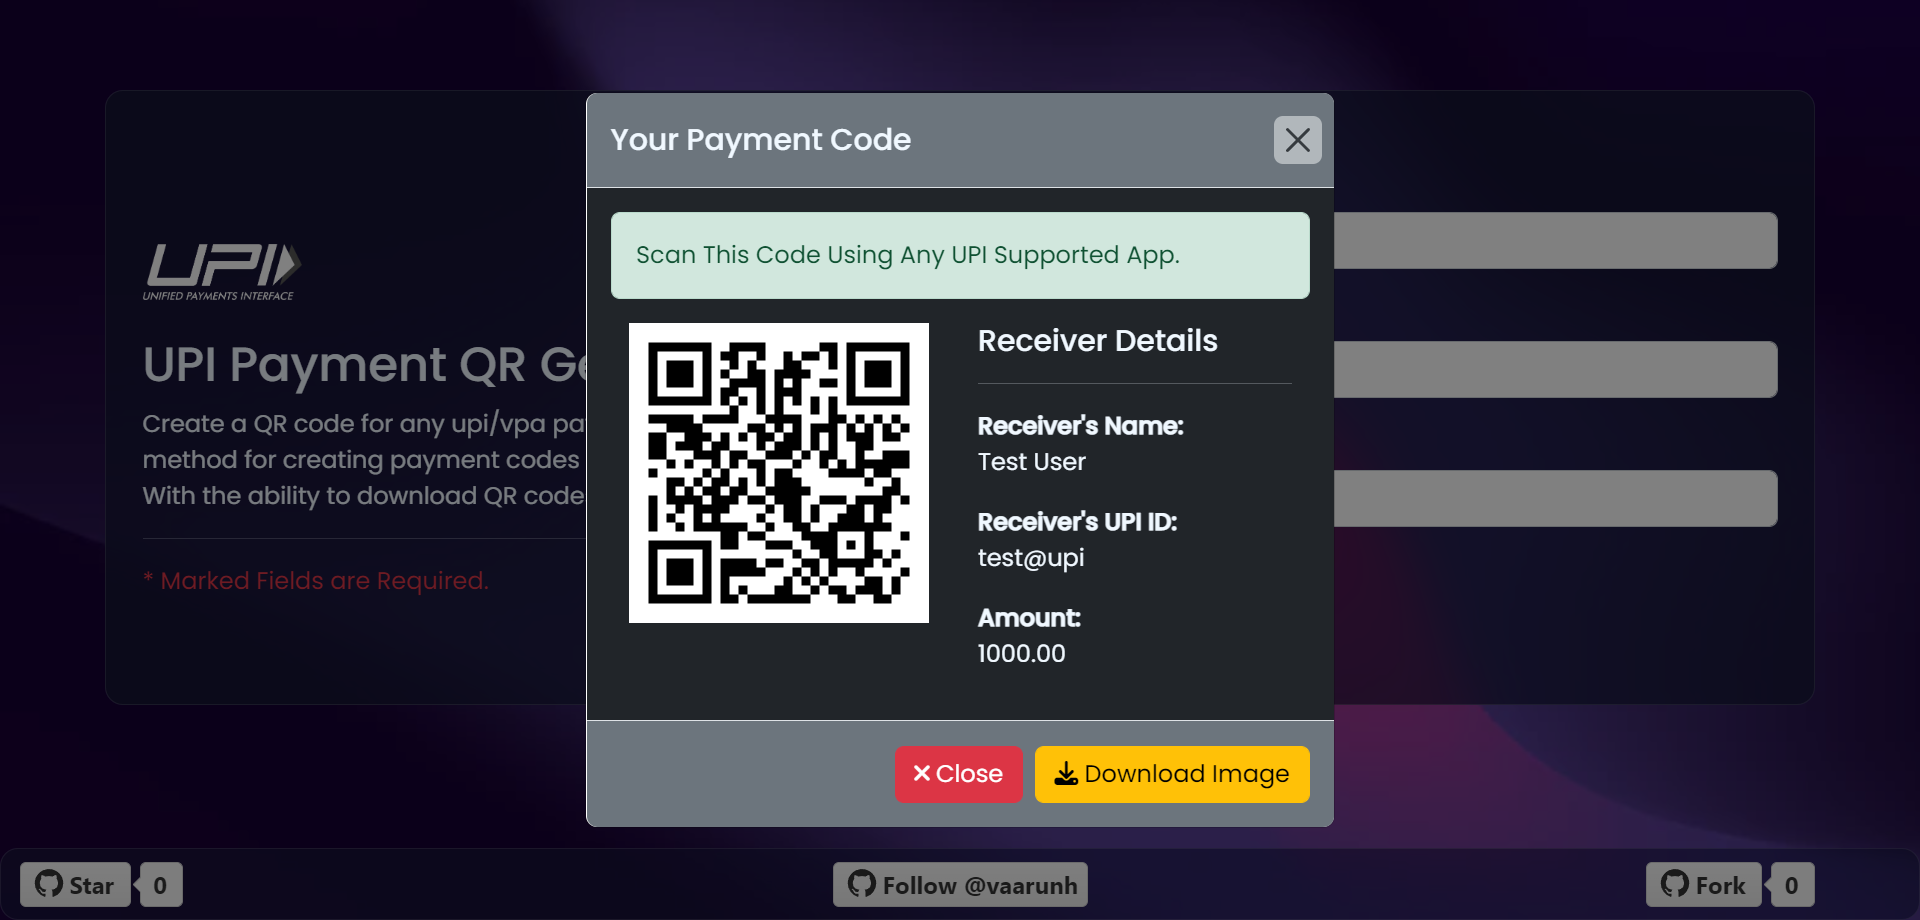 Your Payment Code
Scan This Code Using Any UPI Supported App.
Receiver Details
Receiver's Name:
Test User
Receiver's UPI ID:
test@upi
Amount:
1000.00
Close
Download Image
UPI
UNIFIED PAYMENTS INTERFACE
UPI Payment QR
Create a QR code for any upi/vpa
method for creating payment codes
With the ability to download QR code
* Marked Fields are Required.
Star 0
Follow @vaarunh
Fork 0